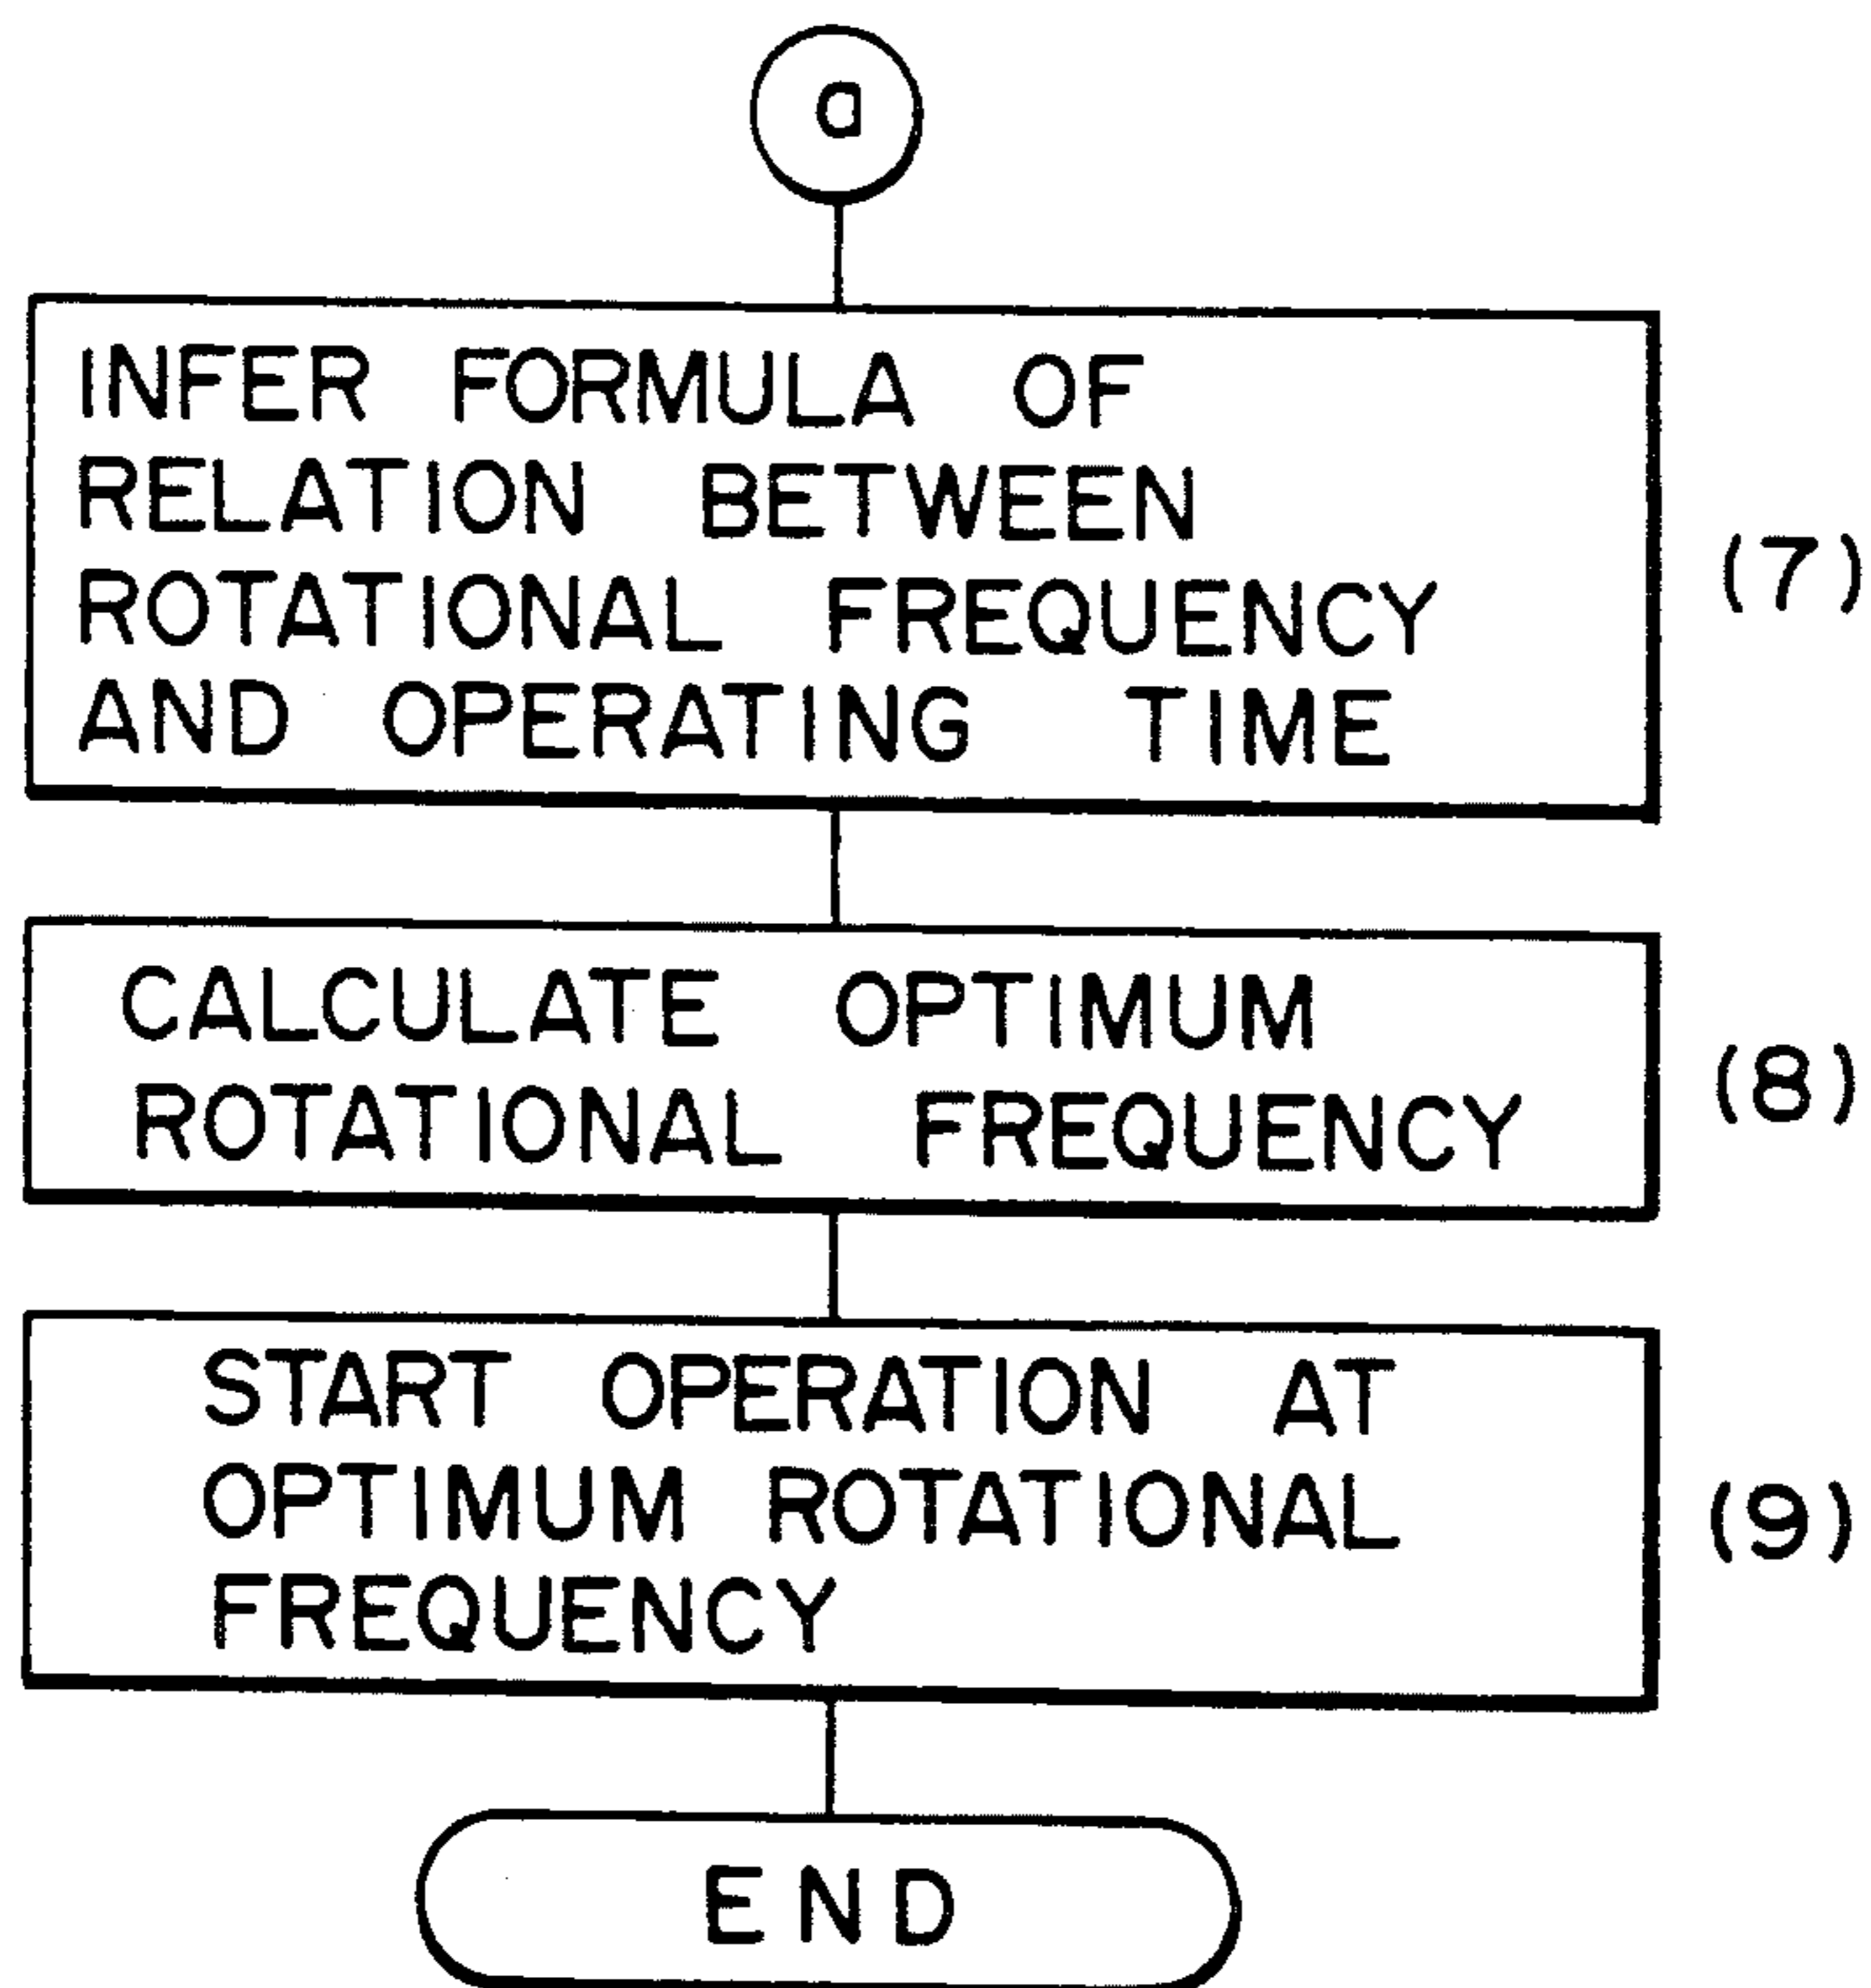 a
INFER FORMULA OF
RELATION BETWEEN
ROTATIONAL FREQUENCY
AND OPERATING TIME
(7)
CALCULATE OPTIMUM
ROTATIONAL FREQUENCY
(8)
START OPERATION AT
OPTIMUM ROTATIONAL
FREQUENCY
(9)
END